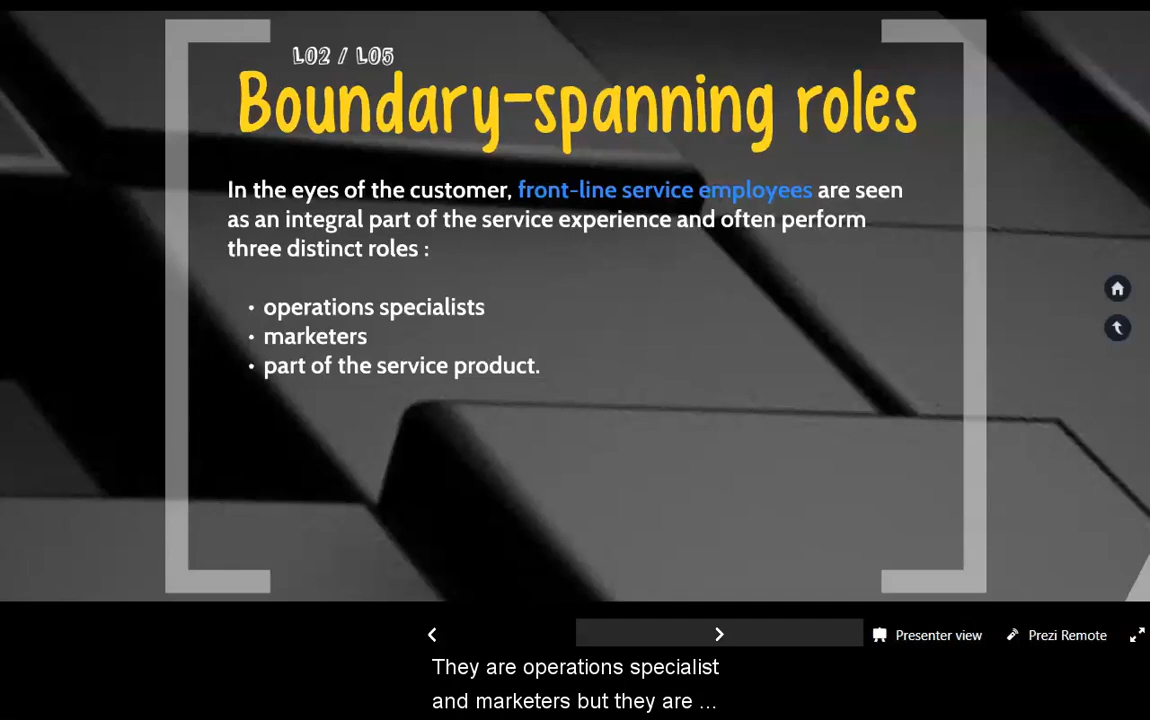 LO2 / LO5
Boundary-spanning roles
In the eyes of the customer, front-line service employees are seen
as an integral part of the service experience and often perform
three distinct roles :
• operations specialists
• marketers
• part of the service product.
Presenter view
Prezi Remote
They are operations specialist
and marketers but they are ...